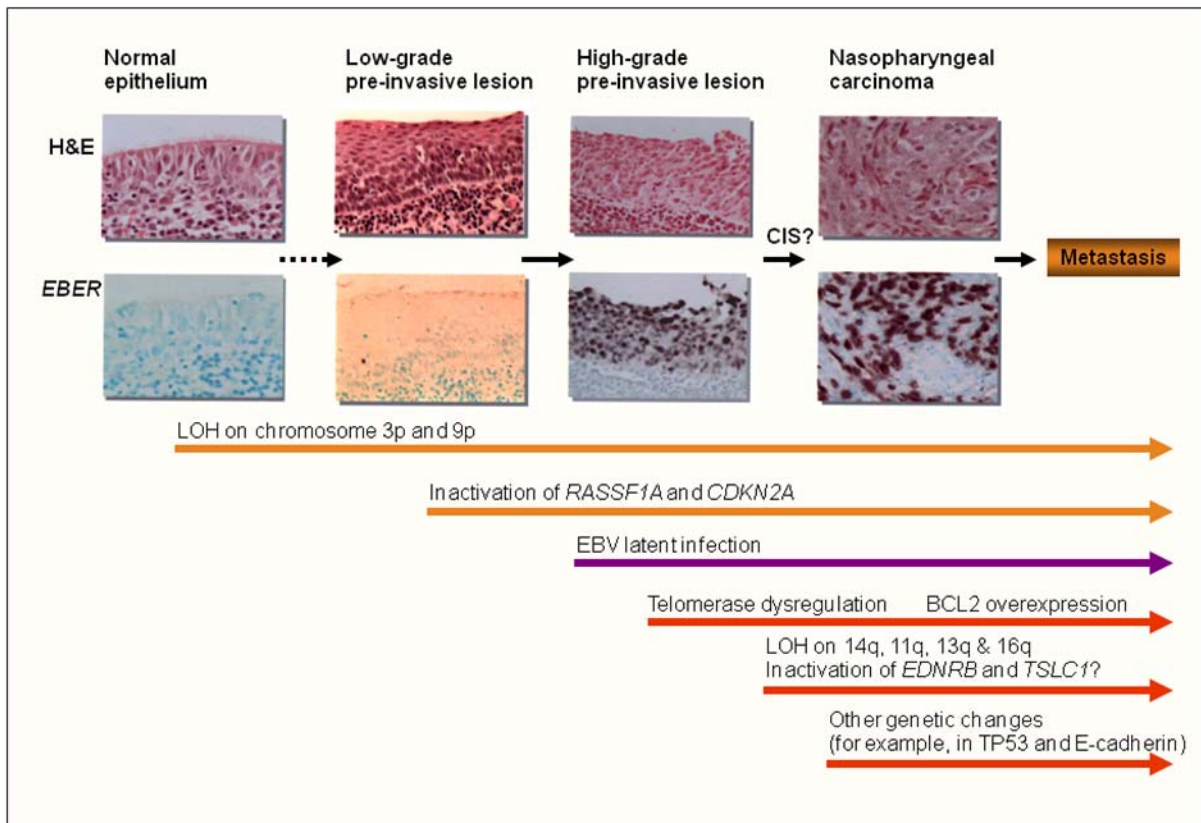 Normal
epithelium
Low-grade
pre-invasive lesion
High-grade
pre-invasive lesion
Nasopharyngeal
carcinoma
H&E
CIS?
Metastasis
EBER
LOH on chromosome 3p and 9p
Inactivation of RASSF1A and CDKN2A
EBV latent infection
Telomerase dysregulation
BCL2 overexpression
LOH on 14q, 11q, 13q & 16q
Inactivation of EDNRB and TSLC1?
Other genetic changes
(for example, in TP53 and E-cadherin)